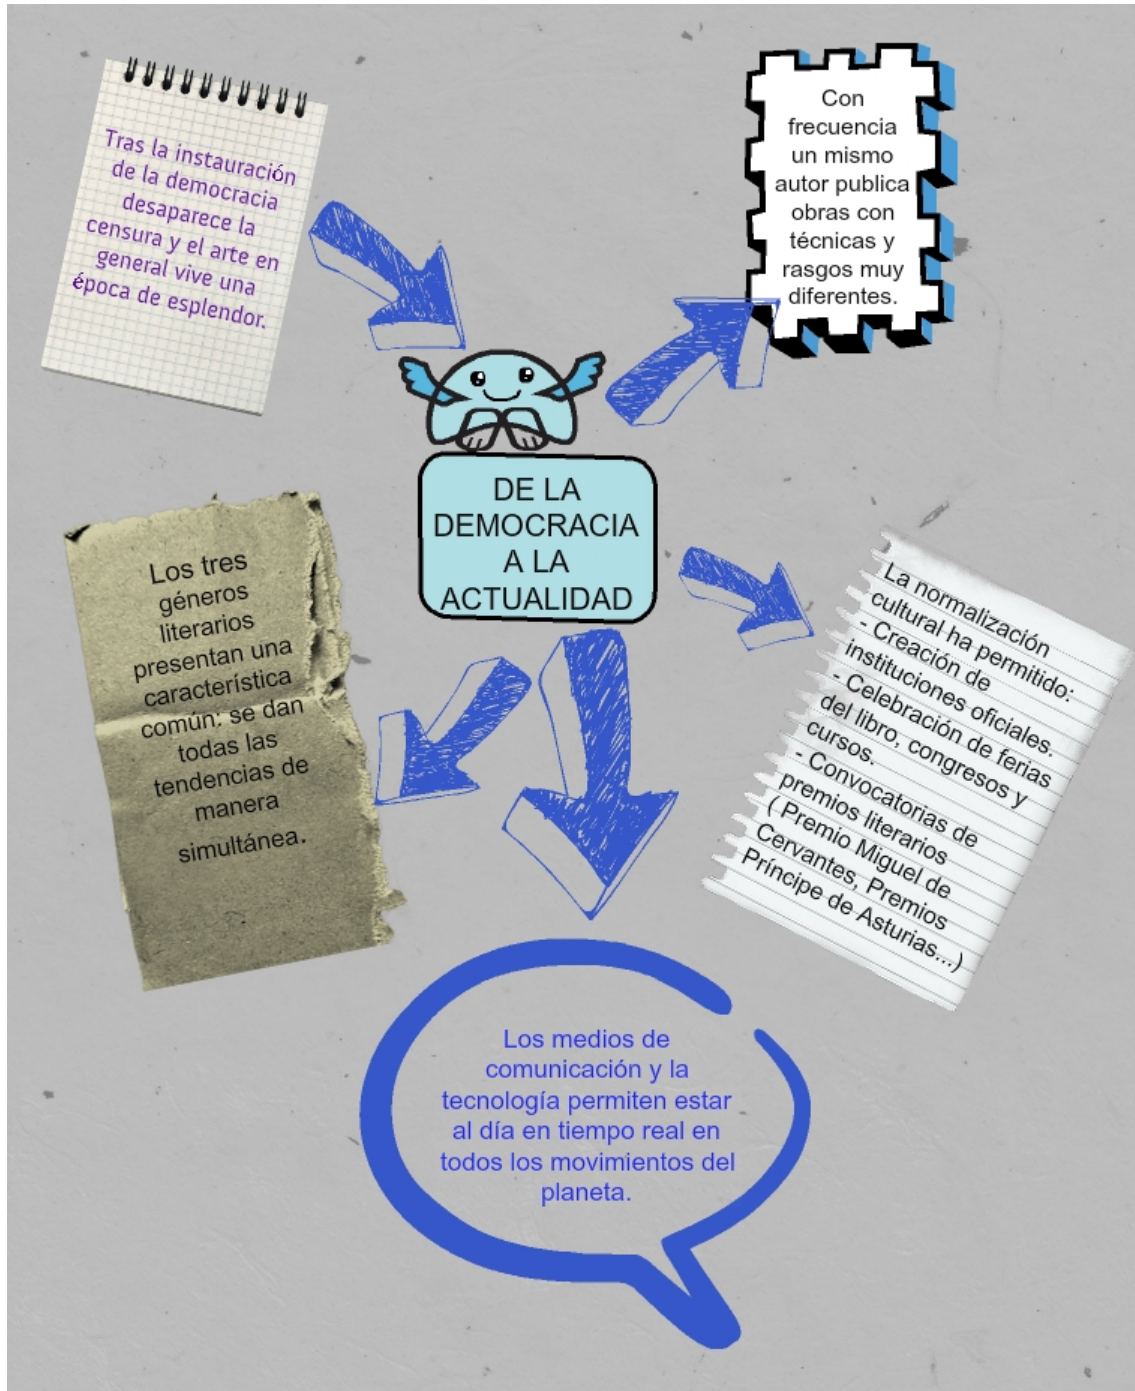 Tras la instauración
de la democracia
desaparece la
censura y el arte en
general vive una
época de esplendor.
Con
frecuencia
un mismo
autor publica
obras con
técnicas y
rasgos muy
diferentes.
DE LA
DEMOCRACIA
A LA
ACTUALIDAD
Los tres
géneros
literarios
presentan una
característica
común: se dan
todas las
tendencias de
manera
simultánea.
La normalización
cultural ha permitido:
- Creación de
instituciones oficiales.
- Celebración de ferias
del libro, congresos y
cursos.
- Convocatorias de
premios literarios
( Premio Miguel de
Cervantes, Premios
Príncipe de Asturias...)
Los medios de
comunicación y la
tecnología permiten estar
al día en tiempo real en
todos los movimientos del
planeta.